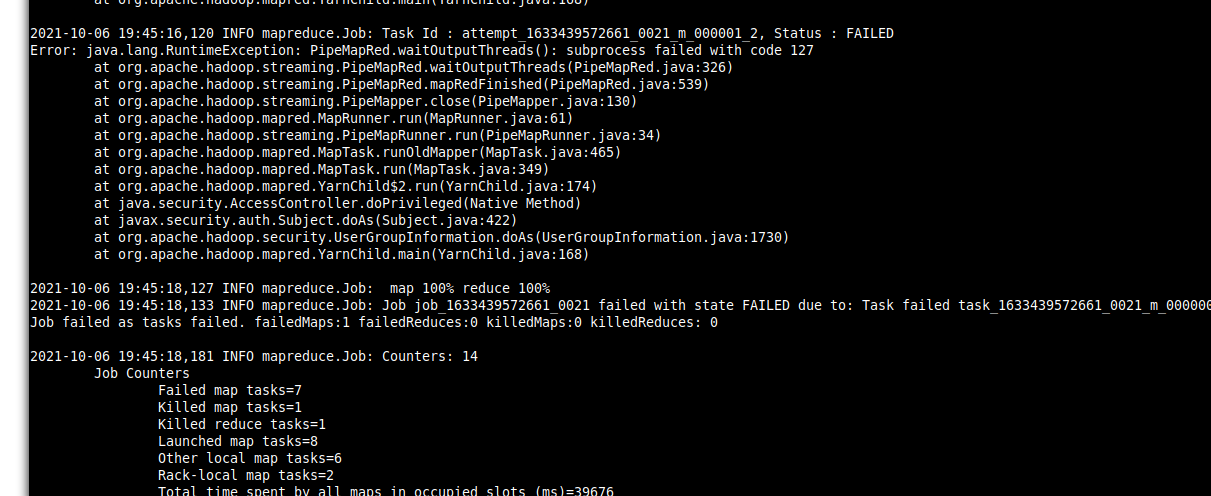 at org.apache.hadoop.mapred.YarnChild.main(YarnChild.java:168)
2021-10-06 19:45:16,120 INFO mapreduce.Job: Task Id : attempt_1633439572661_0021_m_000001_2, Status : FAILED
Error: java.lang.RuntimeException: PipeMapRed.waitOutputThreads(): subprocess failed with code 127
at org.apache.hadoop.streaming.PipeMapRed.waitOutputThreads(PipeMapRed.java:326)
at org.apache.hadoop.streaming.PipeMapRed.mapRedFinished(PipeMapRed.java:539)
at org.apache.hadoop.streaming.PipeMapper.close(PipeMapper.java:130)
at org.apache.hadoop.mapred.MapRunner.run(MapRunner.java:61)
at org.apache.hadoop.streaming.PipeMapRunner.run(PipeMapRunner.java:34)
at org.apache.hadoop.mapred.MapTask.runOldMapper(MapTask.java:465)
at org.apache.hadoop.mapred.MapTask.run(MapTask.java:349)
at org.apache.hadoop.mapred.YarnChild$2.run(YarnChild.java:174)
at java.security.AccessController.doPrivileged(Native Method)
at javax.security.auth.Subject.doAs(Subject.java:422)
at org.apache.hadoop.security.UserGroupInformation.doAs(UserGroupInformation.java:1730)
at org.apache.hadoop.mapred.YarnChild.main(YarnChild.java:168)
2021-10-06 19:45:18,127 INFO mapreduce.Job:  map 100% reduce 100%
2021-10-06 19:45:18,133 INFO mapreduce.Job: Job job_1633439572661_0021 failed with state FAILED due to: Task failed task_1633439572661_0021_m_000000
Job failed as tasks failed. failedMaps:1 failedReduces:0 killedMaps:0 killedReduces: 0
2021-10-06 19:45:18,181 INFO mapreduce.Job: Counters: 14
Job Counters
Failed map tasks=7
Killed map tasks=1
Killed reduce tasks=1
Launched map tasks=8
Other local map tasks=6
Rack-local map tasks=2
Total time spent by all maps in occupied slots (ms)=39676